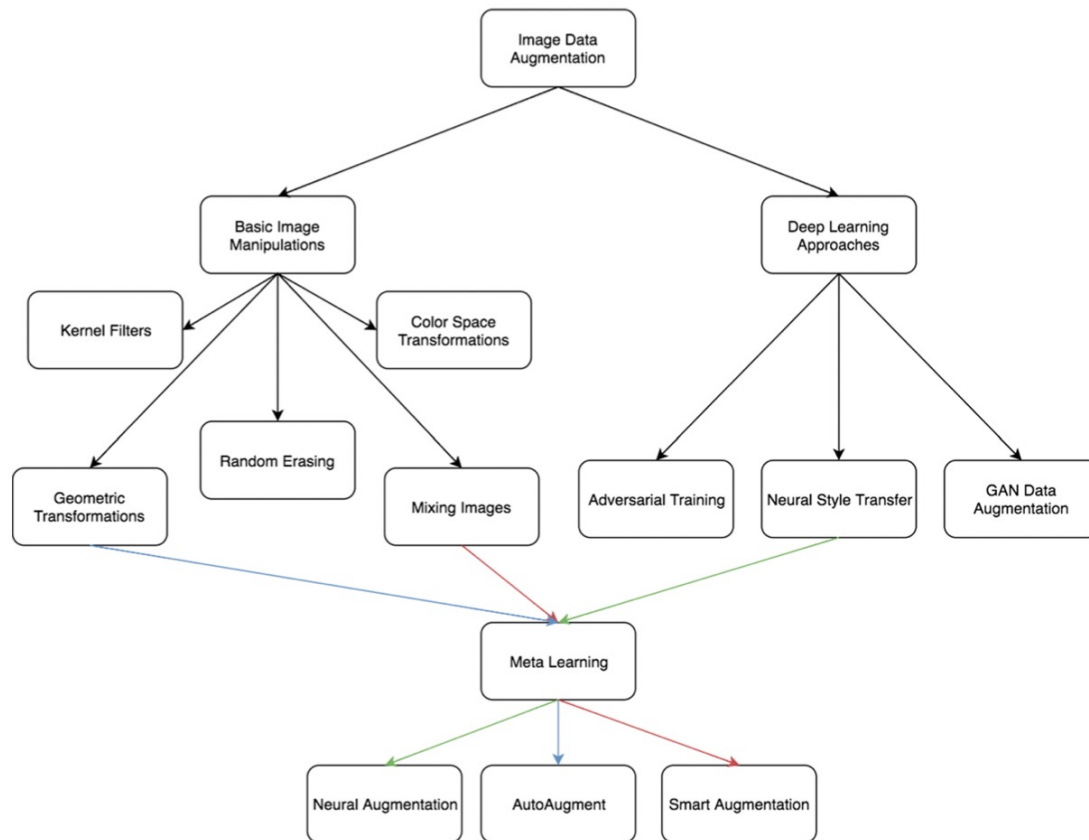 Image Data
Augmentation
Basic Image
Manipulations
Deep Learning
Approaches
Kernel Filters
Color Space
Transformations
Random Erasing
Geometric
Transformations
Mixing Images
Adversarial Training
Neural Style Transfer
GAN Data
Augmentation
Meta Learning
Neural Augmentation
AutoAugment
Smart Augmentation